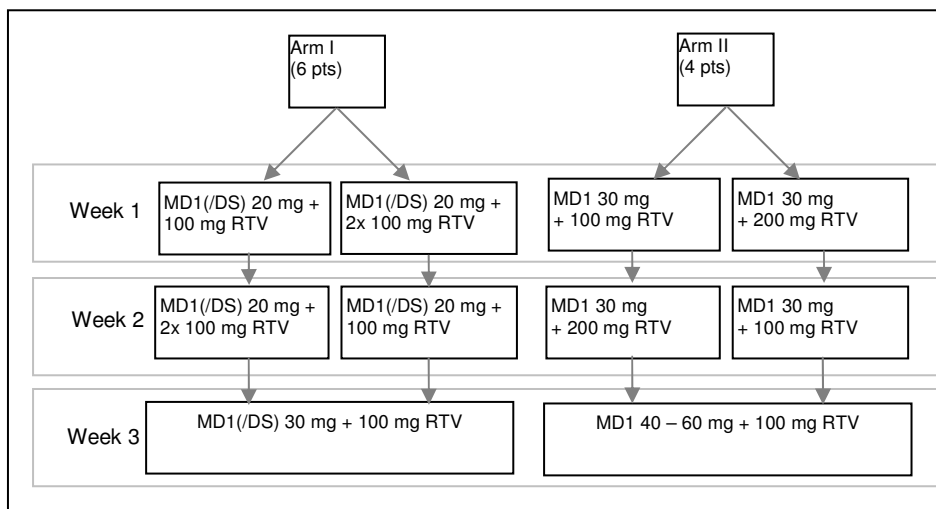 Arm I
(6 pts)
Arm II
(4 pts)
Week 1
MD1(/DS) 20 mg +
100 mg RTV
MD1(/DS) 20 mg +
2x 100 mg RTV
MD1 30 mg
+ 100 mg RTV
MD1 30 mg
+ 200 mg RTV
Week 2
MD1(/DS) 20 mg +
2x 100 mg RTV
MD1(/DS) 20 mg +
100 mg RTV
MD1 30 mg
+ 200 mg RTV
MD1 30 mg
+ 100 mg RTV
Week 3
MD1(/DS) 30 mg + 100 mg RTV
MD1 40 – 60 mg + 100 mg RTV